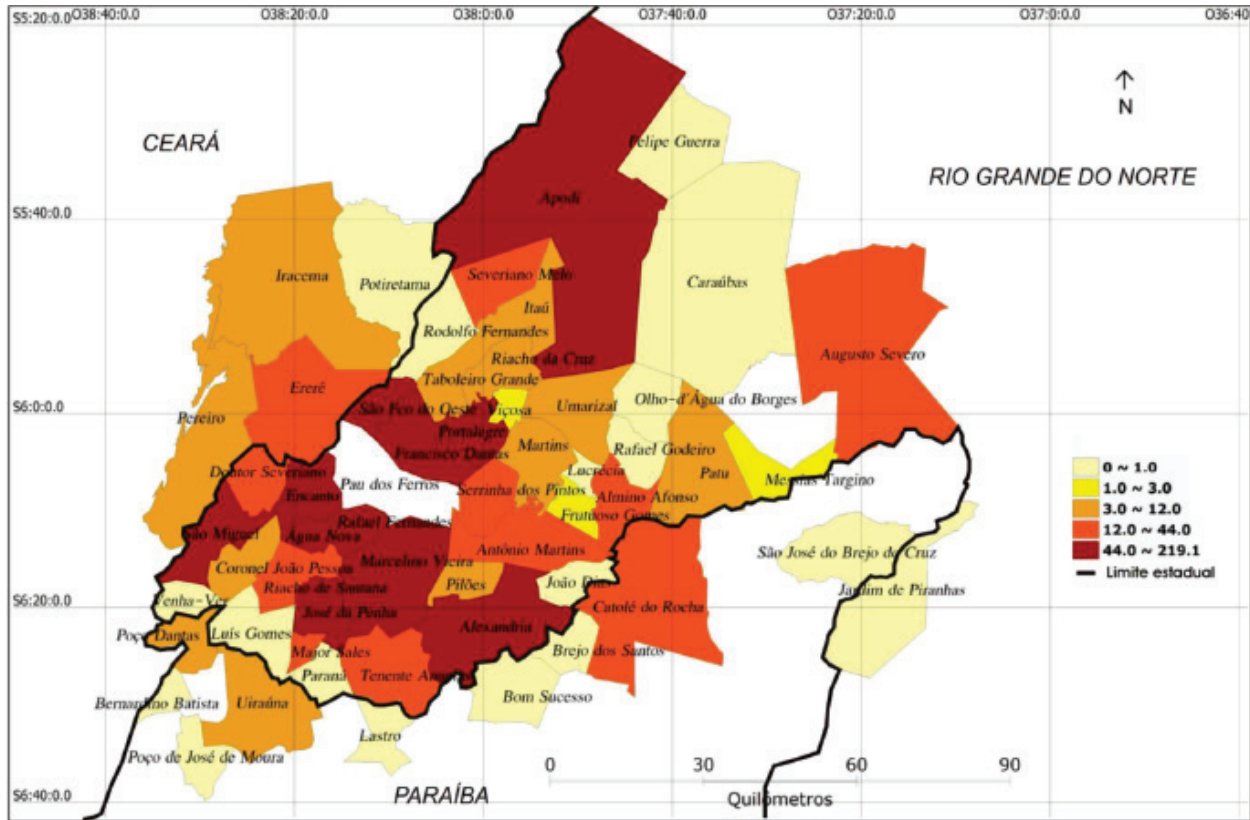 O38:40:0.0 O38:20:0.0 O38:0:0.0 O37:40:0.0 O37:20:0.0 O37:0:0.0 O36:40
S5:20:0.0
CEARÁ
N
Felipe Guerra
RIO GRANDE DO NORTE
Apodi
S5:40:0.0
Iracema
Potiretama
Severiano Melo
Caraúbas
Itaú
Rodolfo Fernandes
Augusto Severo
Riacho da Cruz
Ererê
Taboleiro Grande
Olho-d'Água do Borges
São Fco do Oeste
Viçosa
Umarizal
S6:0:0.0
Pereiro
Portalegre
Martins
Rafael Godeiro
Francisco Dantas
Lucrécia
Patu
Doutor Severiano
Pau dos Ferros
Messias Targino
Encanto
Serrinha dos Pintos
Almino Afonso
Rafael Fernandes
Frutuoso Gomes
São Miguel
Água Nova
Antônio Martins
São José do Brejo do Cruz
Coronel João Pessoa
Marcelino Vieira
Pilões
João Dias
Riacho de Santana
Jardim de Piranhas
Venha-Ver
S6:20:0.0
José da Penha
Catolé do Rocha
Poço Dantas
Luís Gomes
Alexandria
Major Sales
Brejo dos Santos
Paraná
Tenente
Bernardino Batista
Uiraúna
Bom Sucesso
Lastro
Poço de José de Moura
0 ~ 1.0
1.0 ~ 3.0
3.0 ~ 12.0
12.0 ~ 44.0
44.0 ~ 219.1
Limite estadual
0 30 60 90
Quilómetros
PARAÍBA
S6:40:0.0